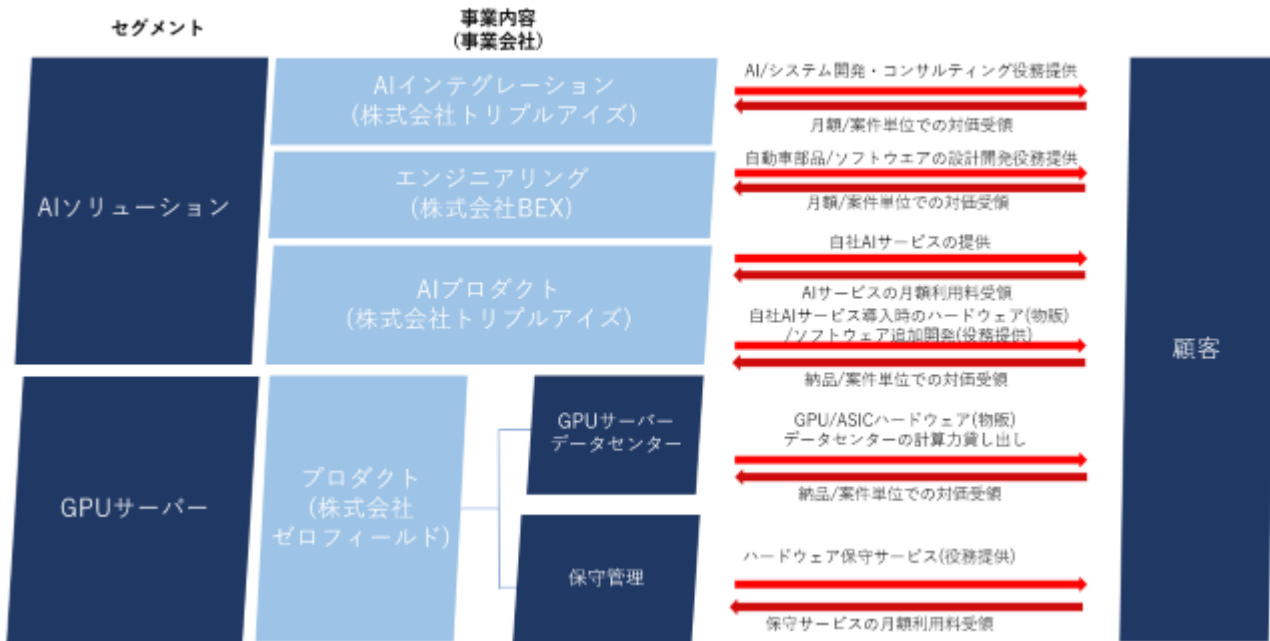 セグメント
事業内容
(事業会社)
AIソリューション
AIインテグレーション
(株式会社トリプルアイズ)
AI/システム開発・コンサルティング役務提供
月額/案件単位での対価受領
エンジニアリング
(株式会社BEX)
自動車部品/ソフトウエアの設計開発役務提供
月額/案件単位での対価受領
AIプロダクト
(株式会社トリプルアイズ)
自社AIサービスの提供
AIサービスの月額利用料受領
自社AIサービス導入時のハードウェア(物販)
/ソフトウェア追加開発(役務提供)
納品/案件単位での対価受領
顧客
GPUサーバー
プロダクト
(株式会社
ゼロフィールド)
GPUサーバー
データセンター
GPU/ASICハードウェア(物販)
データセンターの計算力貸し出し
納品/案件単位での対価受領
保守管理
ハードウェア保守サービス(役務提供)
保守サービスの月額利用料受領